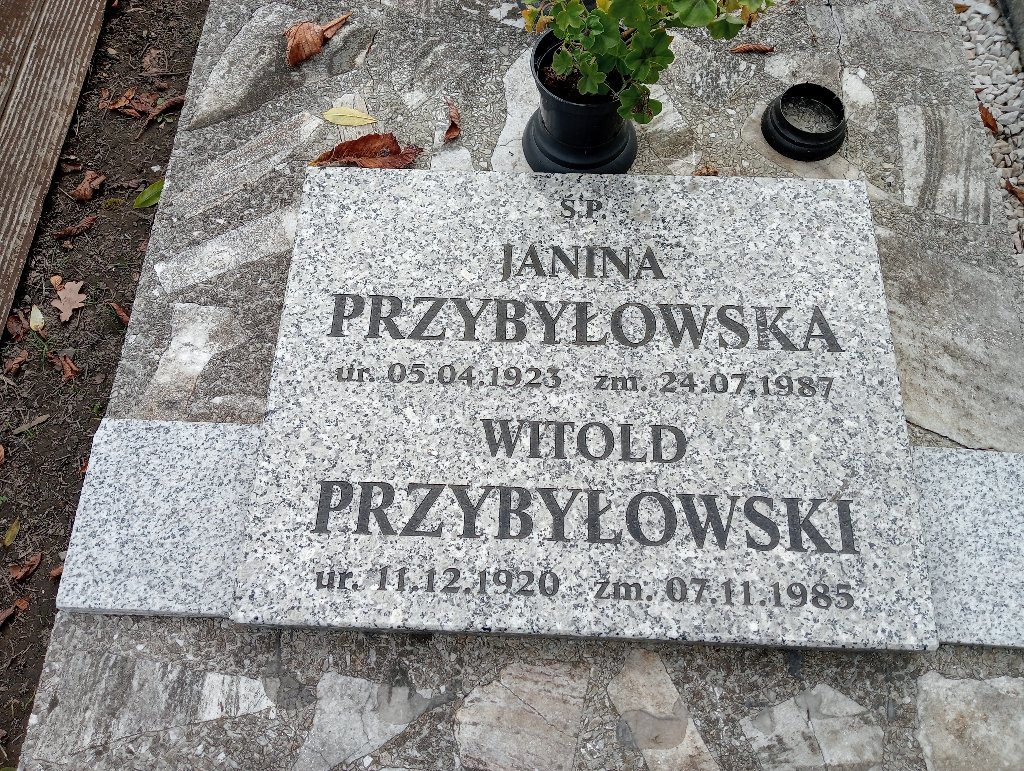 Ś.P.
JANINA
PRZYBYŁOWSKA
ur. 05.04.1923 zm. 24.07.1987
WITOLD
PRZYBYŁOWSKI
ur. 11.12.1920 zm. 07.11.1985